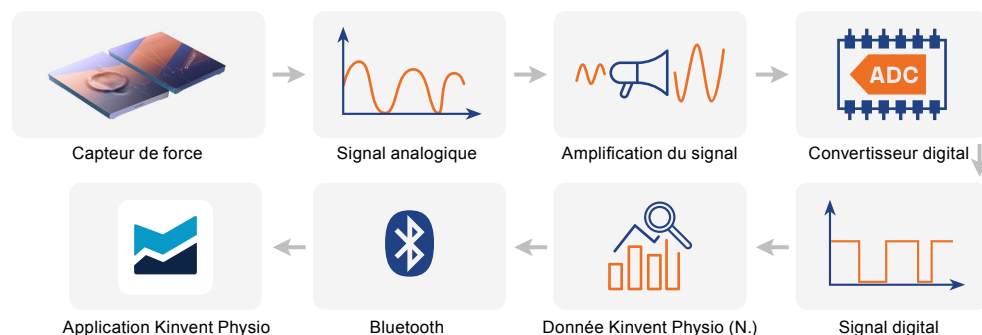 ADC
Capteur de force
Signal analogique
Amplification du signal
Convertisseur digital
Application Kinvent Physio
Bluetooth
Donnée Kinvent Physio (N.)
Signal digital